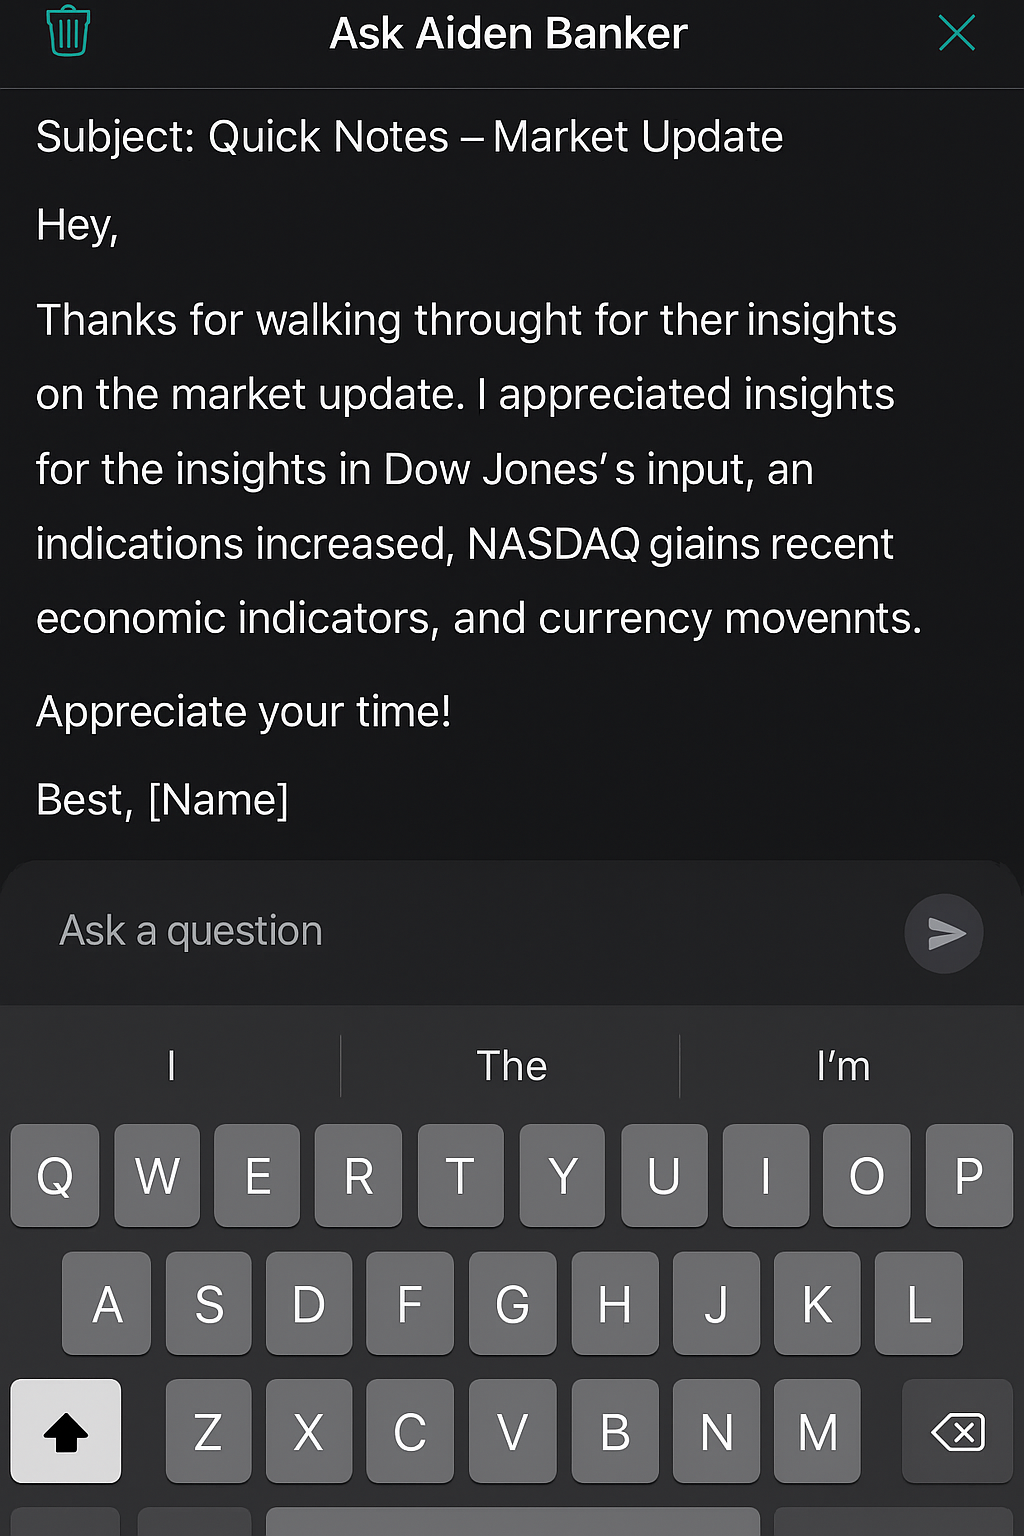 Ask Aiden Banker
Subject: Quick Notes – Market Update
Hey,
Thanks for walking throught for ther insights
on the market update. I appreciated insights
for the insights in Dow Jones’ s input, an
indications increased, NASDAQ giains recent
economic indicators, and currency movennts.
Appreciate your time!
Best, [Name]
Ask a question
I The I’m
Q W E R T Y U I O P
A S D F G H J K L
Z X C V B N M